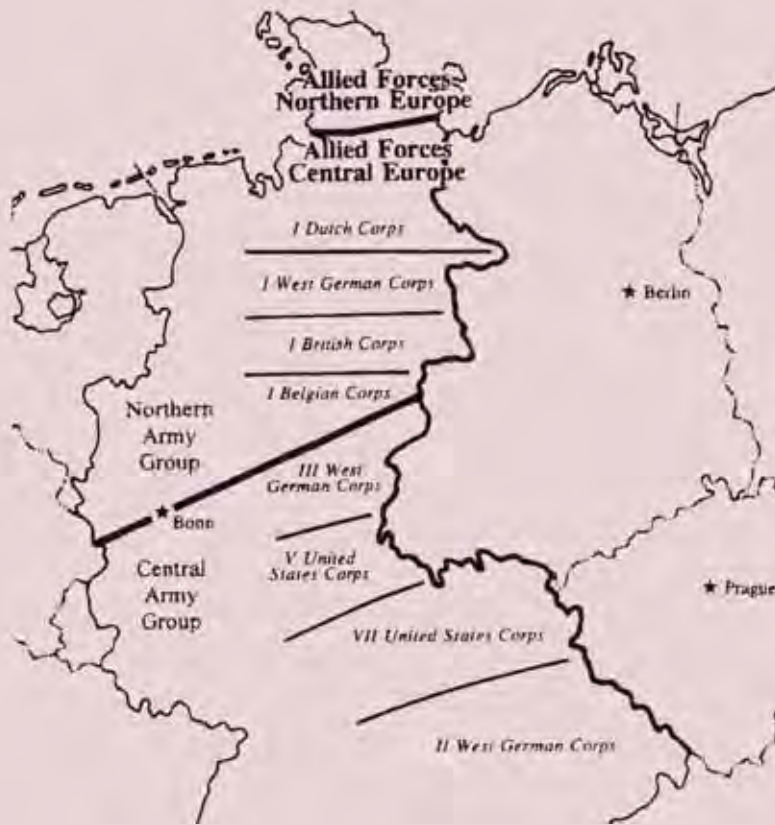 Allied Forces
Northern Europe
Allied Forces
Central Europe
I Dutch Corps
I West German Corps
Berlin
I British Corps
I Belgian Corps
Northern
Army
Group
III West
German Corps
Bonn
V United
States Corps
Central
Army
Group
Prague
VII United States Corps
II West German Corps